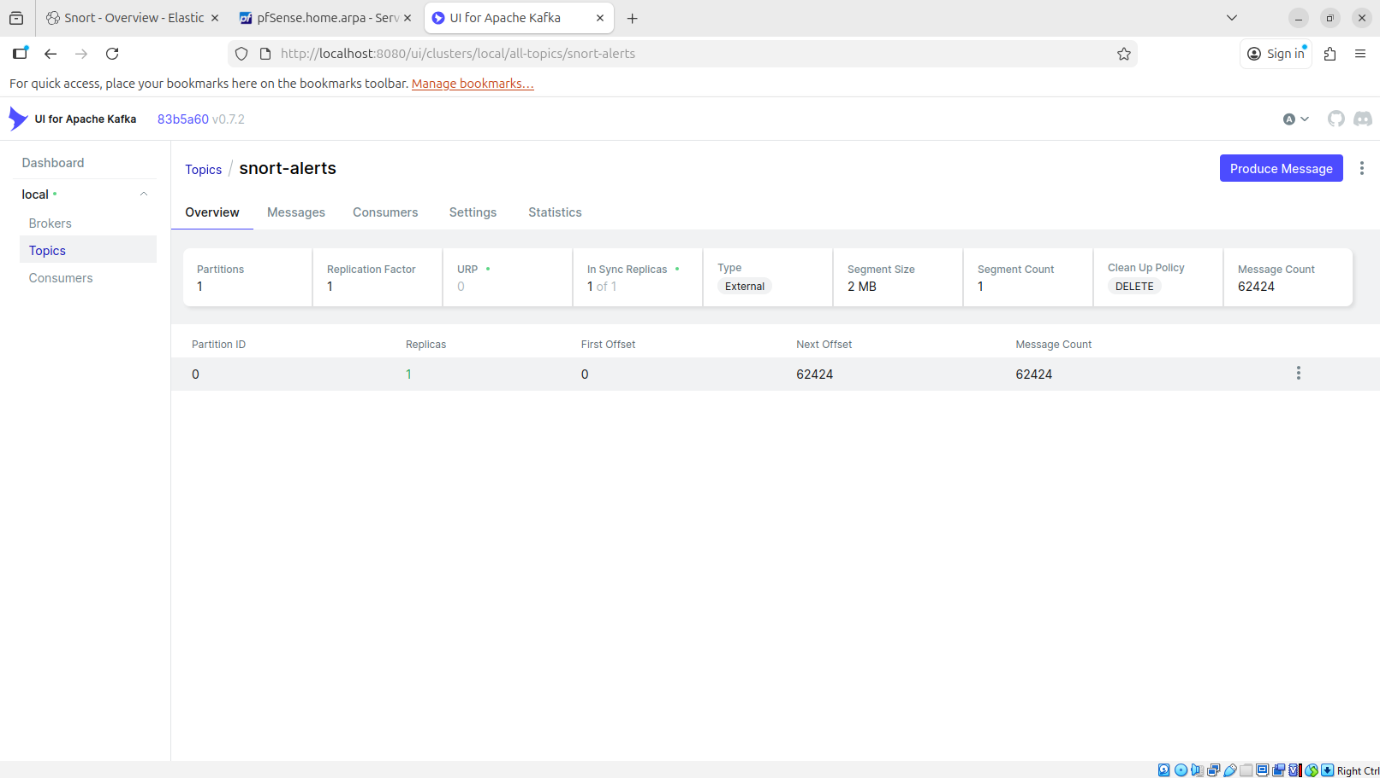 Snort - Overview - Elastic
pfSense.home.arpa - Serv
UI for Apache Kafka
http://localhost:8080/ui/clusters/local/all-topics/snort-alerts
Sign in
For quick access, place your bookmarks here on the bookmarks toolbar. Manage bookmarks…
UI for Apache Kafka
83b5a60 v0.7.2
A
Dashboard
local
Brokers
Topics
Consumers
Topics / snort-alerts
Produce Message
Overview Messages Consumers Settings Statistics
Partitions
1
Replication Factor
1
URP
0
In Sync Replicas
1 of 1
Type
External
Segment Size
2 MB
Segment Count
1
Clean Up Policy
DELETE
Message Count
62424
Partition ID Replicas First Offset Next Offset Message Count
0 1 0 62424 62424
Right Ctrl